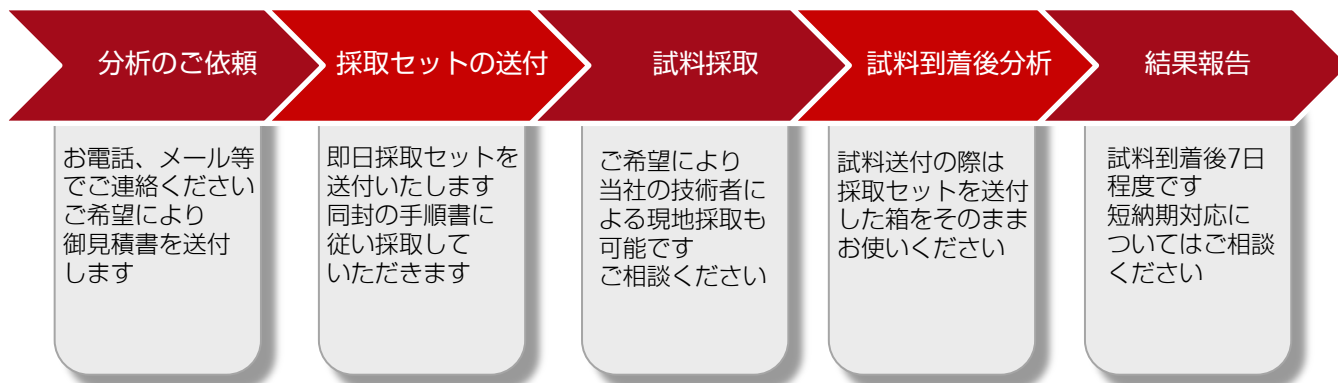 分析のご依頼
お電話、メール等
でご連絡ください
ご希望により
御見積書を送付
します
採取セットの送付
即日採取セットを
送付いたします
同封の手順書に
従い採取して
いただきます
試料採取
ご希望により
当社の技術者に
よる現地採取も
可能です
ご相談ください
試料到着後分析
試料送付の際は
採取セットを送付
した箱をそのまま
お使いください
結果報告
試料到着後7日
程度です
短納期対応に
ついてはご相談
ください